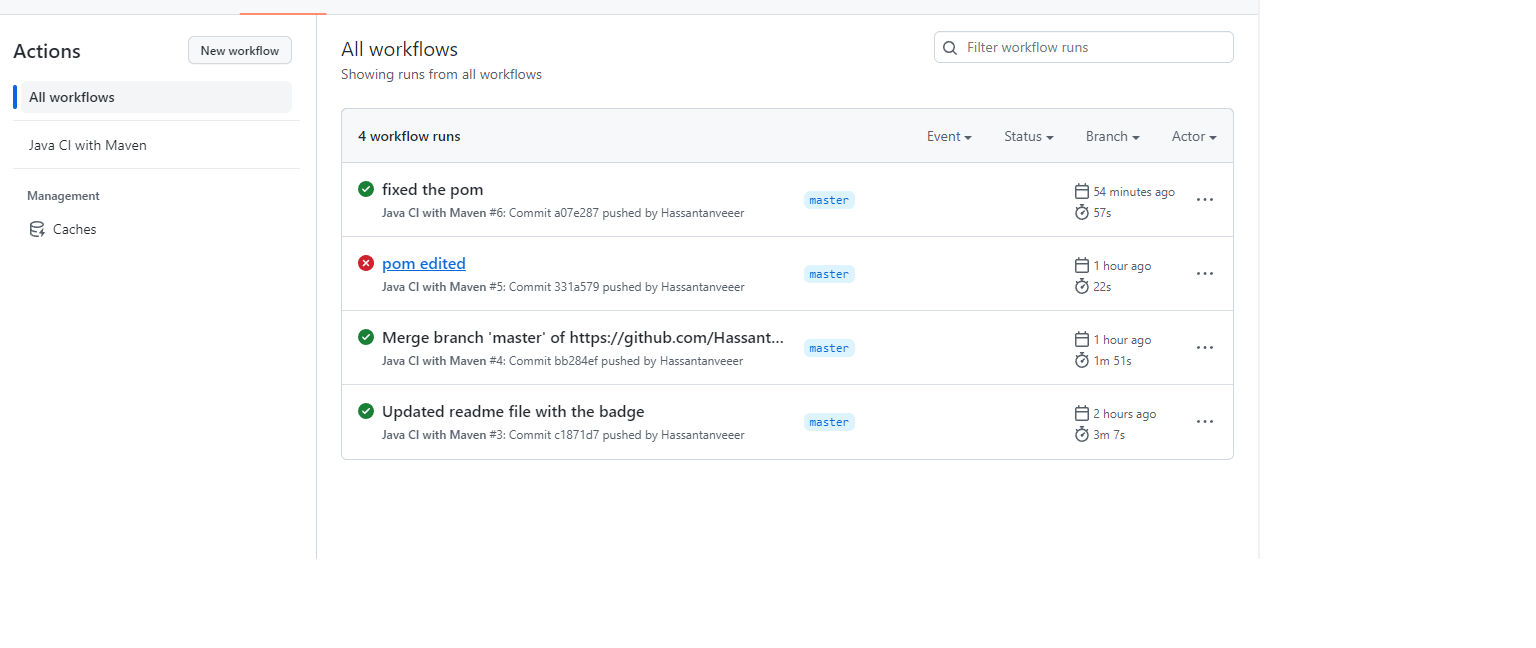 Actions
New workflow
All workflows
Java CI with Maven
Management
Caches
All workflows
Showing runs from all workflows
Filter workflow runs
4 workflow runs
Event
Status
Branch
Actor
fixed the pom
Java CI with Maven #6: Commit a07e287 pushed by Hassantanveeer
master
54 minutes ago
57s
pom edited
Java CI with Maven #5: Commit 331a579 pushed by Hassantanveeer
master
1 hour ago
22s
Merge branch 'master' of https://github.com/Hassant...
Java CI with Maven #4: Commit bb284ef pushed by Hassantanveeer
master
1 hour ago
1m 51s
Updated readme file with the badge
Java CI with Maven #3: Commit c1871d7 pushed by Hassantanveeer
master
2 hours ago
3m 7s